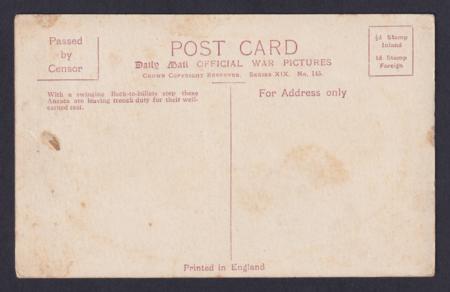 Passed
by
Censor
POST CARD
Daily Mail OFFICIAL WAR PICTURES
CROWN COPYRIGHT RESERVED. SERIES XIX. No. 145.
½d Stamp
Inland
1d Stamp
Foreign
With a swinging Back-to-billets step these
Anzacs are leaving trench duty for their well-
earned rest.
For Address only
Printed in England